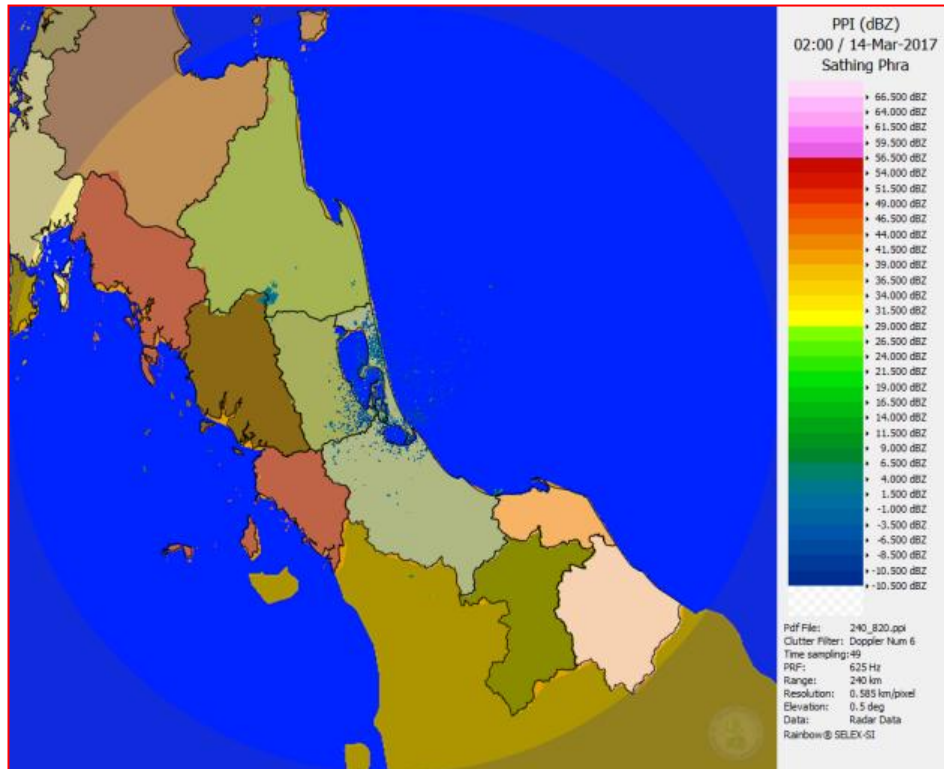 PPI (dBZ)
02:00 / 14-Mar-2017
Sathing Phra
66.500 dBZ
64.000 dBZ
61.500 dBZ
59.500 dBZ
56.500 dBZ
54.000 dBZ
51.500 dBZ
49.000 dBZ
46.500 dBZ
44.000 dBZ
41.500 dBZ
39.000 dBZ
36.500 dBZ
34.000 dBZ
31.500 dBZ
29.000 dBZ
26.500 dBZ
24.000 dBZ
21.500 dBZ
19.000 dBZ
16.500 dBZ
14.000 dBZ
11.500 dBZ
9.000 dBZ
6.500 dBZ
4.000 dBZ
1.500 dBZ
-1.000 dBZ
-3.500 dBZ
-6.500 dBZ
-8.500 dBZ
-10.500 dBZ
-10.500 dBZ
Pdf File: 240_820.ppi
Clutter Filter: Doppler Num 6
Time sampling:49
PRF: 625 Hz
Range: 240 km
Resolution: 0.585 km/pixel
Elevation: 0.5 deg
Data: Radar Data
Rainbow® SELEX-SI